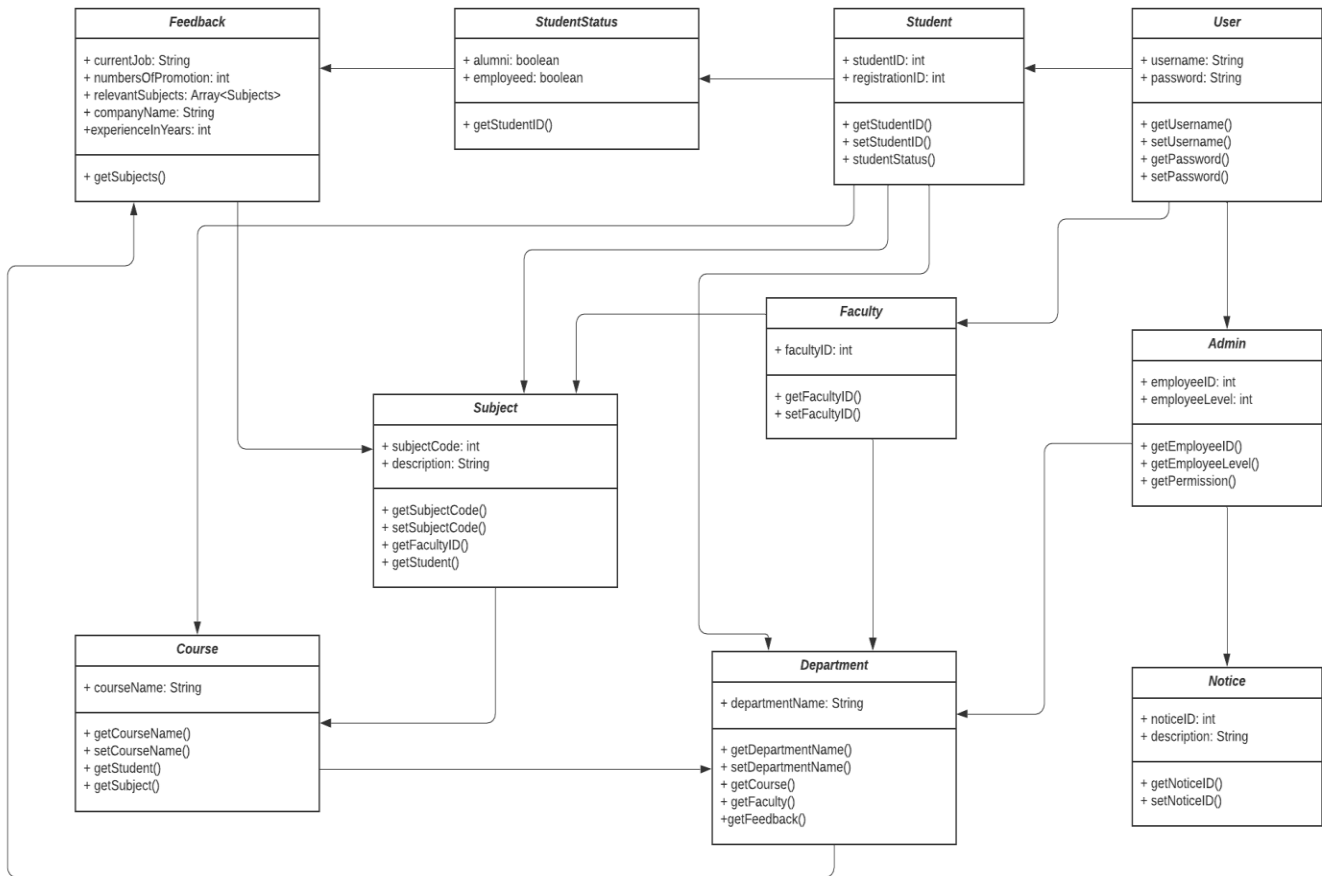 Feedback
+ currentJob: String
+ numbersOfPromotion: int
+ relevantSubjects: Array<Subjects>
+ companyName: String
+experienceInYears: int
+ getSubjects()
StudentStatus
+ alumni: boolean
+ employeed: boolean
+ getStudentID()
Student
+ studentID: int
+ registrationID: int
+ getStudentID()
+ setStudentID()
+ studentStatus()
User
+ username: String
+ password: String
+ getUsername()
+ setUsername()
+ getPassword()
+ setPassword()
Faculty
+ facultyID: int
+ getFacultyID()
+ setFacultyID()
Admin
+ employeeID: int
+ employeeLevel: int
+ getEmployeeID()
+ getEmployeeLevel()
+ getPermission()
Subject
+ subjectCode: int
+ description: String
+ getSubjectCode()
+ setSubjectCode()
+ getFacultyID()
+ getStudent()
Course
+ courseName: String
+ getCourseName()
+ setCourseName()
+ getStudent()
+ getSubject()
Department
+ departmentName: String
+ getDepartmentName()
+ setDepartmentName()
+ getCourse()
+ getFaculty()
+getFeedback()
Notice
+ noticeID: int
+ description: String
+ getNoticeID()
+ setNoticeID()